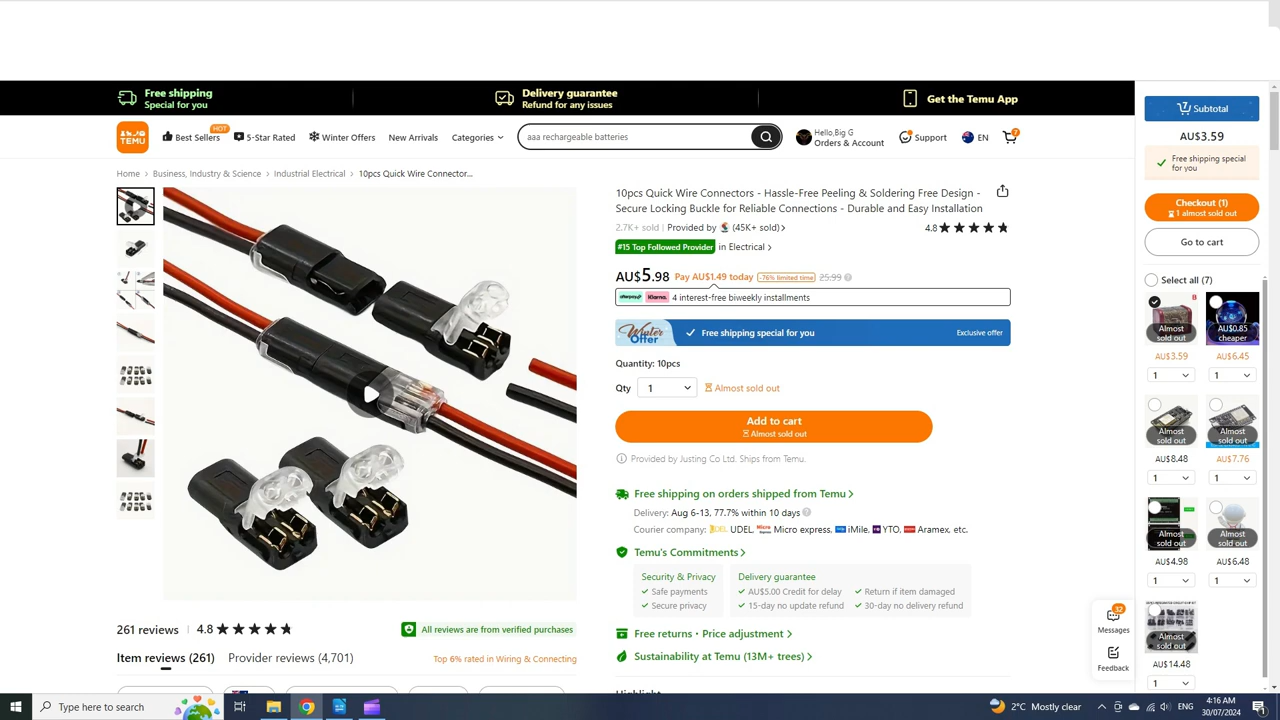 Free shipping
Special for you
Delivery guarantee
Refund for any issues
Get the Temu App
TEMU
Best Sellers
HOT
5-Star Rated
Winter Offers
New Arrivals
Categories
aaa rechargeable batteries
Hello, Big G
Orders & Account
Support
EN
7
Home > Business, Industry & Science > Industrial Electrical > 10pcs Quick Wire Connector...
10pcs Quick Wire Connectors - Hassle-Free Peeling & Soldering Free Design -
Secure Locking Buckle for Reliable Connections - Durable and Easy Installation
2.7K+ sold | Provided by (45K+ sold) >
4.8
#15 Top Followed Provider in Electrical >
AU$5.98 Pay AU$1.49 today -76% limited time 25.99
afterpay Klarna. 4 interest-free biweekly installments
Winter Offer
Free shipping special for you
Exclusive offer
Quantity: 10pcs
Qty 1 Almost sold out
Add to cart
Almost sold out
Provided by Justing Co Ltd. Ships from Temu.
Free shipping on orders shipped from Temu >
Delivery: Aug 6-13, 77.7% within 10 days
Courier company: UDEL, Micro express, iMile, YTO, Aramex, etc.
Temu's Commitments >
Security & Privacy
Safe payments
Secure privacy
Delivery guarantee
AU$5.00 Credit for delay
Return if item damaged
15-day no update refund
30-day no delivery refund
Free returns · Price adjustment >
Sustainability at Temu (13M+ trees) >
Highlight
261 reviews | 4.8
All reviews are from verified purchases
Item reviews (261)
Provider reviews (4,701)
Top 6% rated in Wiring & Connecting
7 Subtotal
AU$3.59
Free shipping special
for you
Checkout (1)
1 almost sold out
Go to cart
Select all (7)
Almost
sold out
AU$3.59
1
AU$0.85
cheaper
AU$6.45
1
Almost
sold out
AU$8.48
1
Almost
sold out
AU$7.76
1
Almost
sold out
AU$4.98
1
Almost
sold out
AU$6.48
1
Almost
sold out
AU$14.48
1
32
Messages
Feedback
Type here to search
2°C Mostly clear
ENG
4:16 AM
30/07/2024